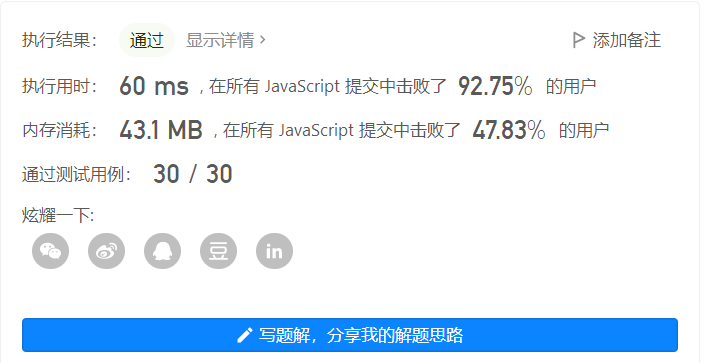 执行结果： 通过 显示详情 > 添加备注
执行用时： 60 ms , 在所有 JavaScript 提交中击败了 92.75% 的用户
内存消耗： 43.1 MB , 在所有 JavaScript 提交中击败了 47.83% 的用户
通过测试用例： 30 / 30
炫耀一下:
豆 in
写题解，分享我的解题思路